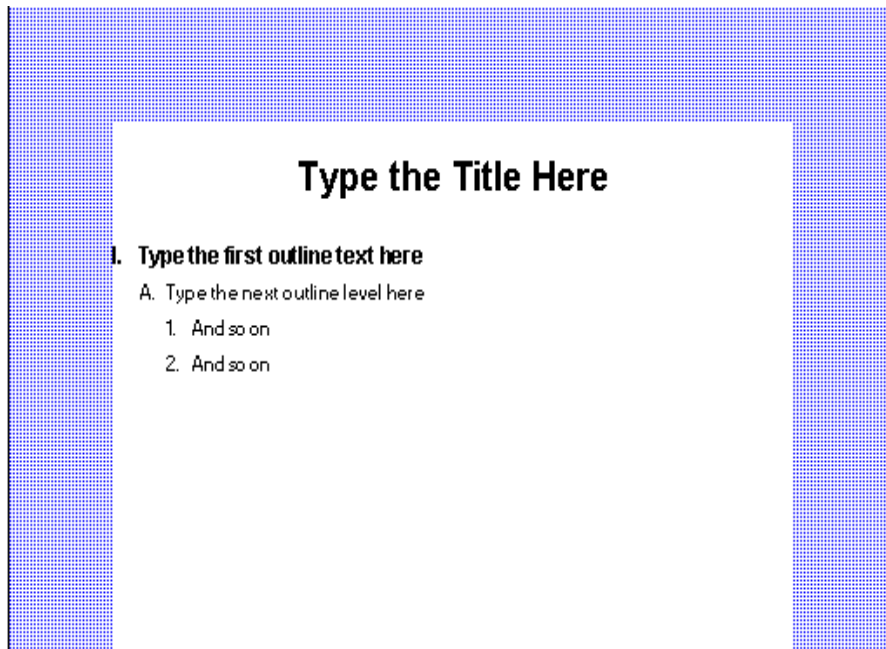 Type the Title Here
I. Type the first outline text here
A. Type the next outline level here
1. And so on
2. And so on